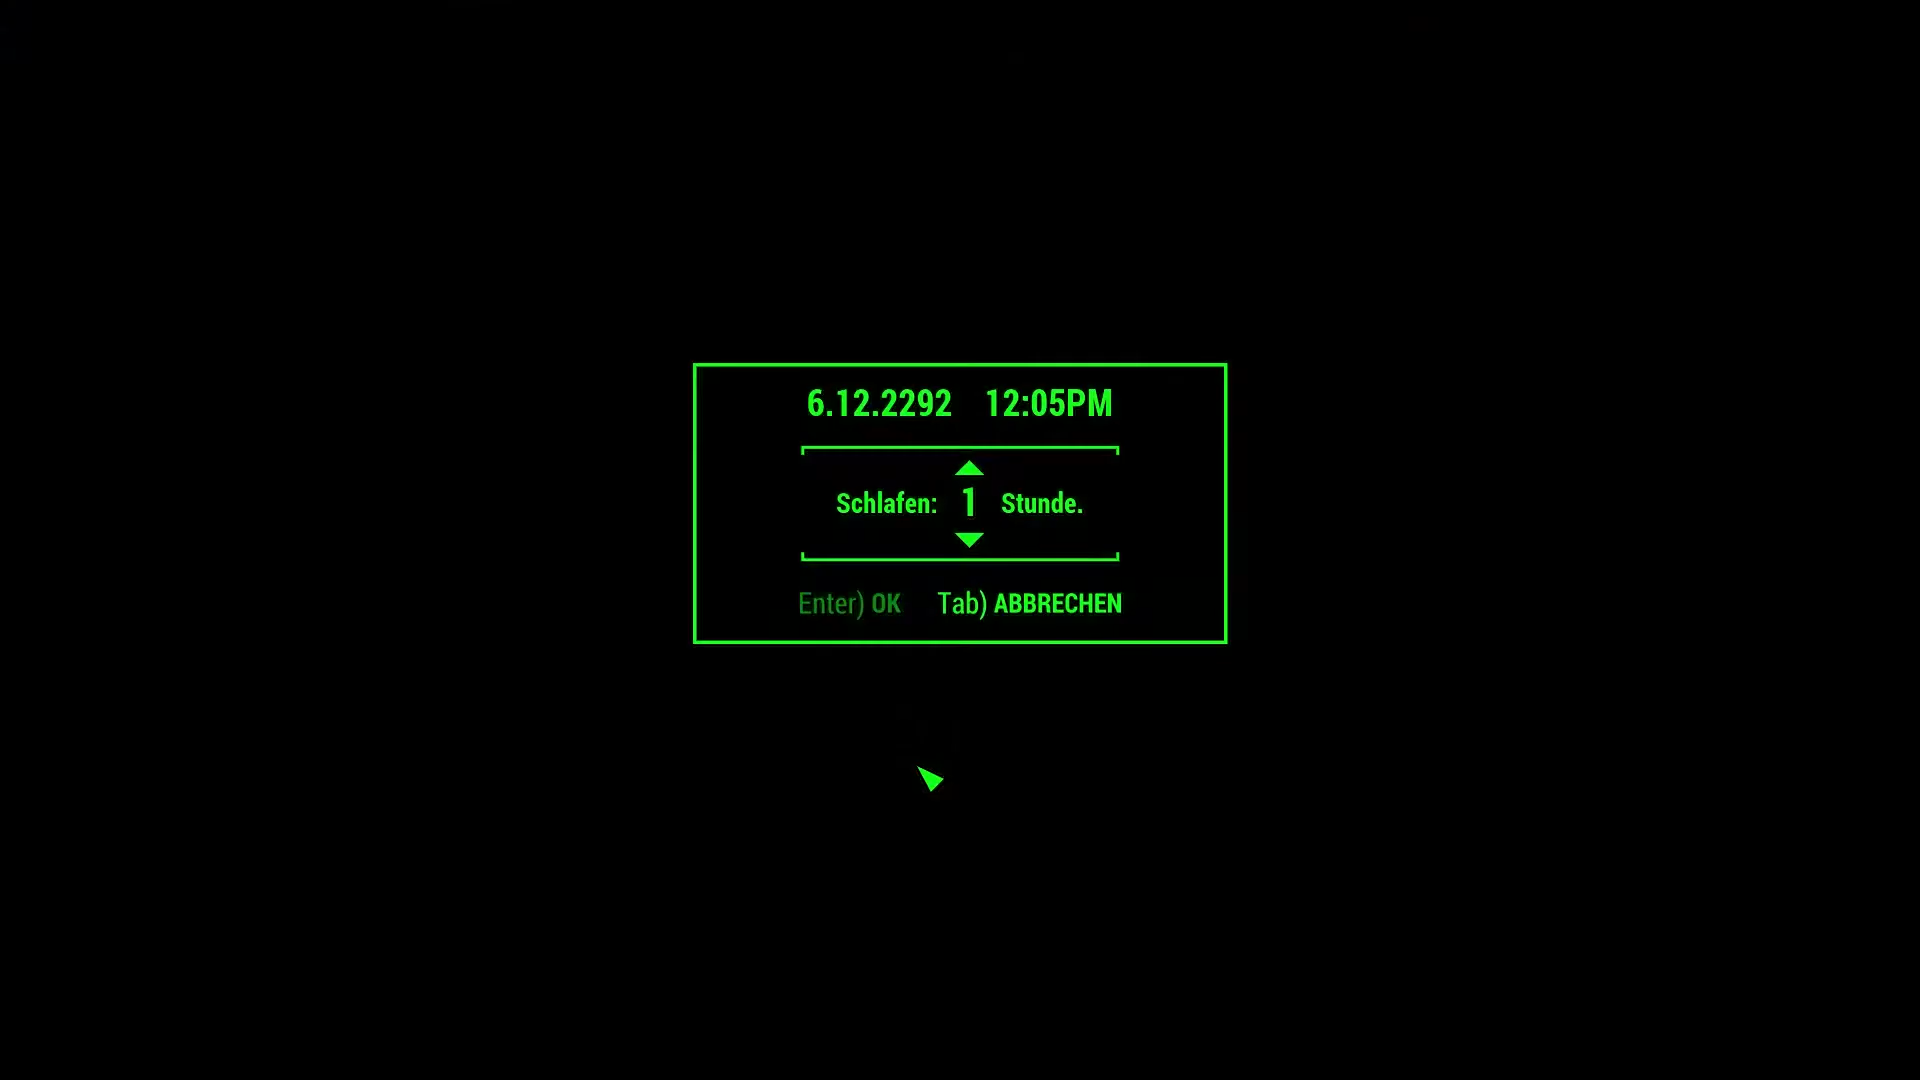 6.12.2292 12:05PM
Schlafen: 1 Stunde.
Enter) OK Tab) ABBRECHEN